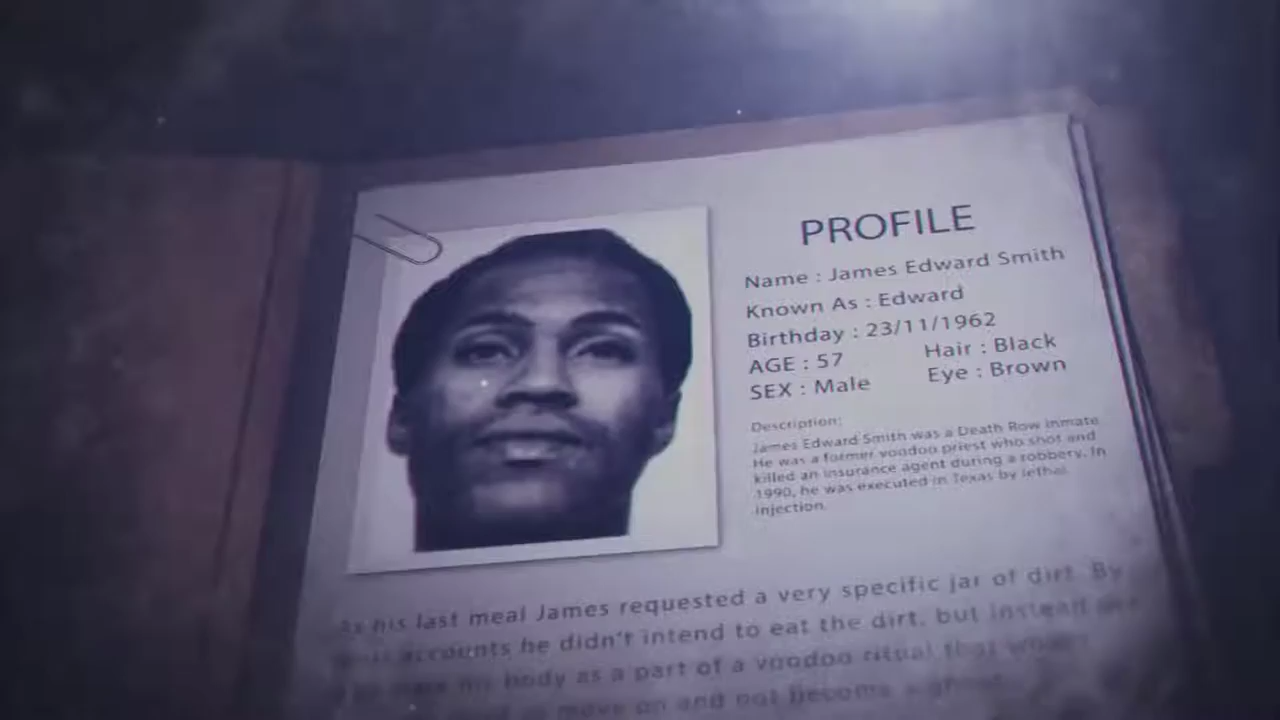 PROFILE
Name : James Edward Smith
Known As : Edward
Birthday : 23/11/1962
AGE : 57 Hair : Black
SEX : Male Eye : Brown
Description:
James Edward Smith was a Death Row inmate
He was a former voodoo priest who shot and
killed an insurance agent during a robbery. In
1990, he was executed in Texas by lethal
injection.
As his last meal James requested a very specific jar of dirt. By
accounts he didn't intend to eat the dirt, but instead
his body as a part of a voodoo ritual that
move on and not become a ghost